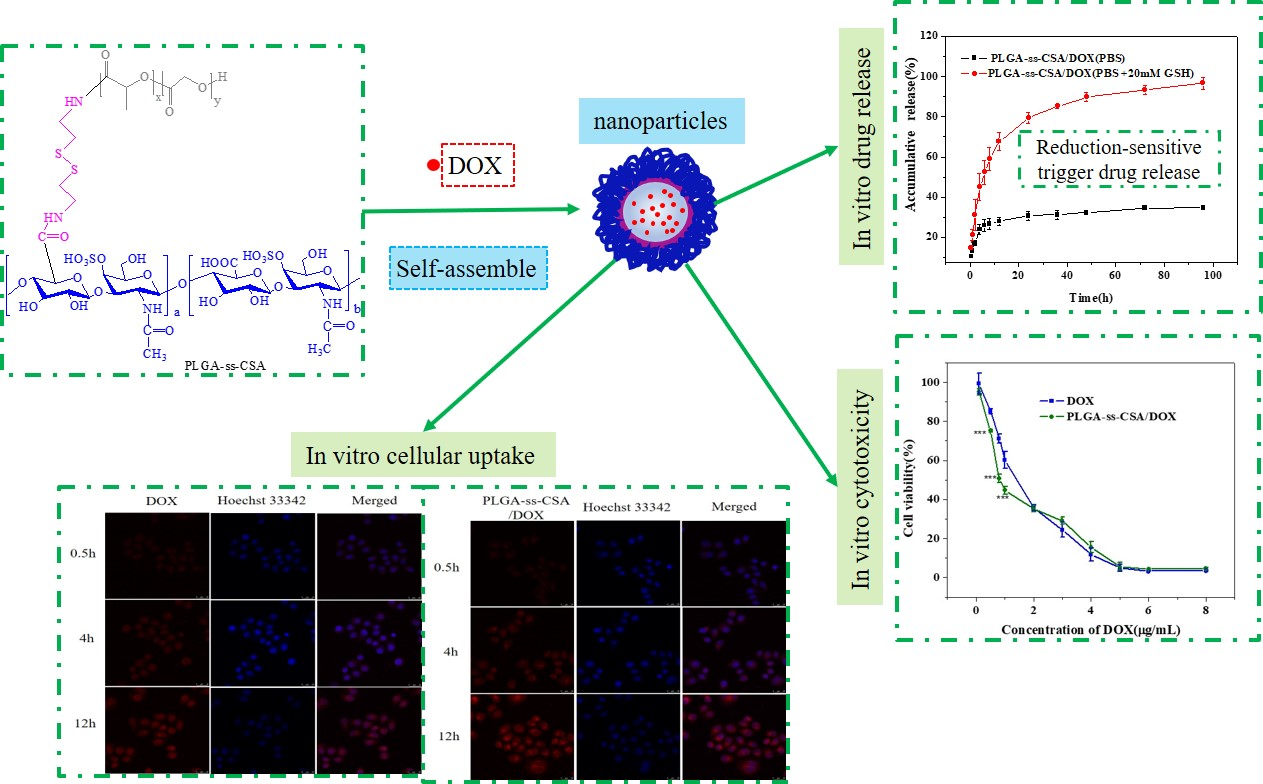 O
O
H
x
O
y
O
HN
S
S
S
HN
C=O
HO₃SO
OH
O
O
O
HO
OH
NH
a
C=O
CH₃
HOOC
HO₃SO
OH
O
O
O
O
HO
OH
NH
b
C=O
H₃C
PLGA-ss-CSA
DOX
Self-assemble
nanoparticles
In vitro drug release
120
100
80
60
40
20
0
20
40
60
80
100
Accumulative release(%)
Time(h)
PLGA-ss-CSA/DOX(PBS)
PLGA-ss-CSA/DOX(PBS +20mM GSH)
Reduction-sensitive
trigger drug release
In vitro cytotoxicity
100
80
60
40
20
0
0
2
4
6
8
Cell viability(%)
Concentration of DOX(μg/mL)
DOX
PLGA-ss-CSA/DOX
***
***
***
In vitro cellular uptake
DOX
Hoechst 33342
Merged
0.5h
4h
12h
PLGA-ss-CSA
/DOX
Hoechst 33342
Merged
0.5h
4h
12h